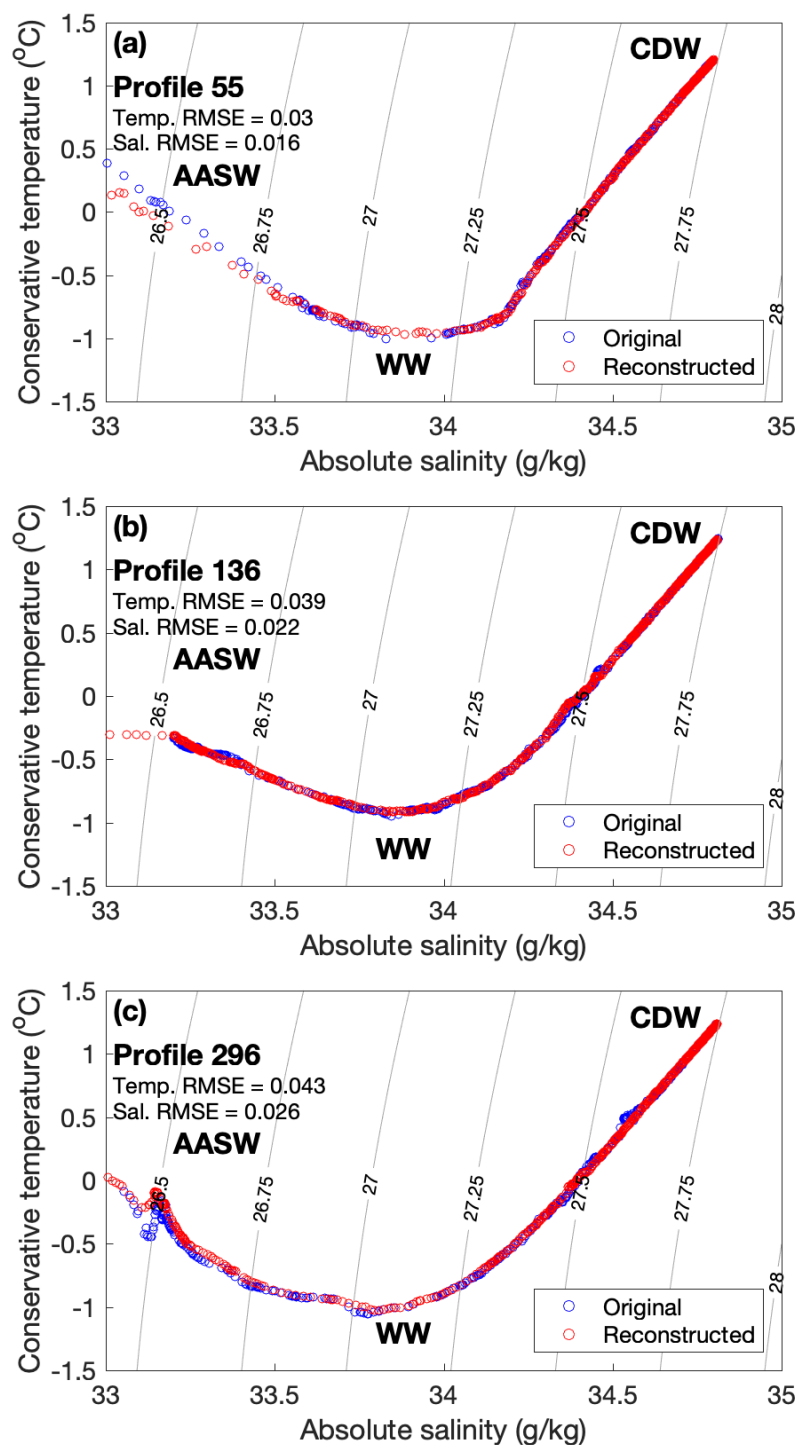 1.5
1
0.5
0
-0.5
-1
-1.5
Conservative temperature (°C)
(a)
CDW
Profile 55
Temp. RMSE = 0.03
Sal. RMSE = 0.016
AASW
26.5
26.75
27
27.25
27.5
27.75
28
WW
Original
Reconstructed
33
33.5
34
34.5
35
Absolute salinity (g/kg)
1.5
1
0.5
0
-0.5
-1
-1.5
Conservative temperature (°C)
(b)
CDW
Profile 136
Temp. RMSE = 0.039
Sal. RMSE = 0.022
AASW
26.5
26.75
27
27.25
27.5
27.75
28
WW
Original
Reconstructed
33
33.5
34
34.5
35
Absolute salinity (g/kg)
1.5
1
0.5
0
-0.5
-1
-1.5
Conservative temperature (°C)
(c)
CDW
Profile 296
Temp. RMSE = 0.043
Sal. RMSE = 0.026
AASW
26.5
26.75
27
27.25
27.5
27.75
28
WW
Original
Reconstructed
33
33.5
34
34.5
35
Absolute salinity (g/kg)